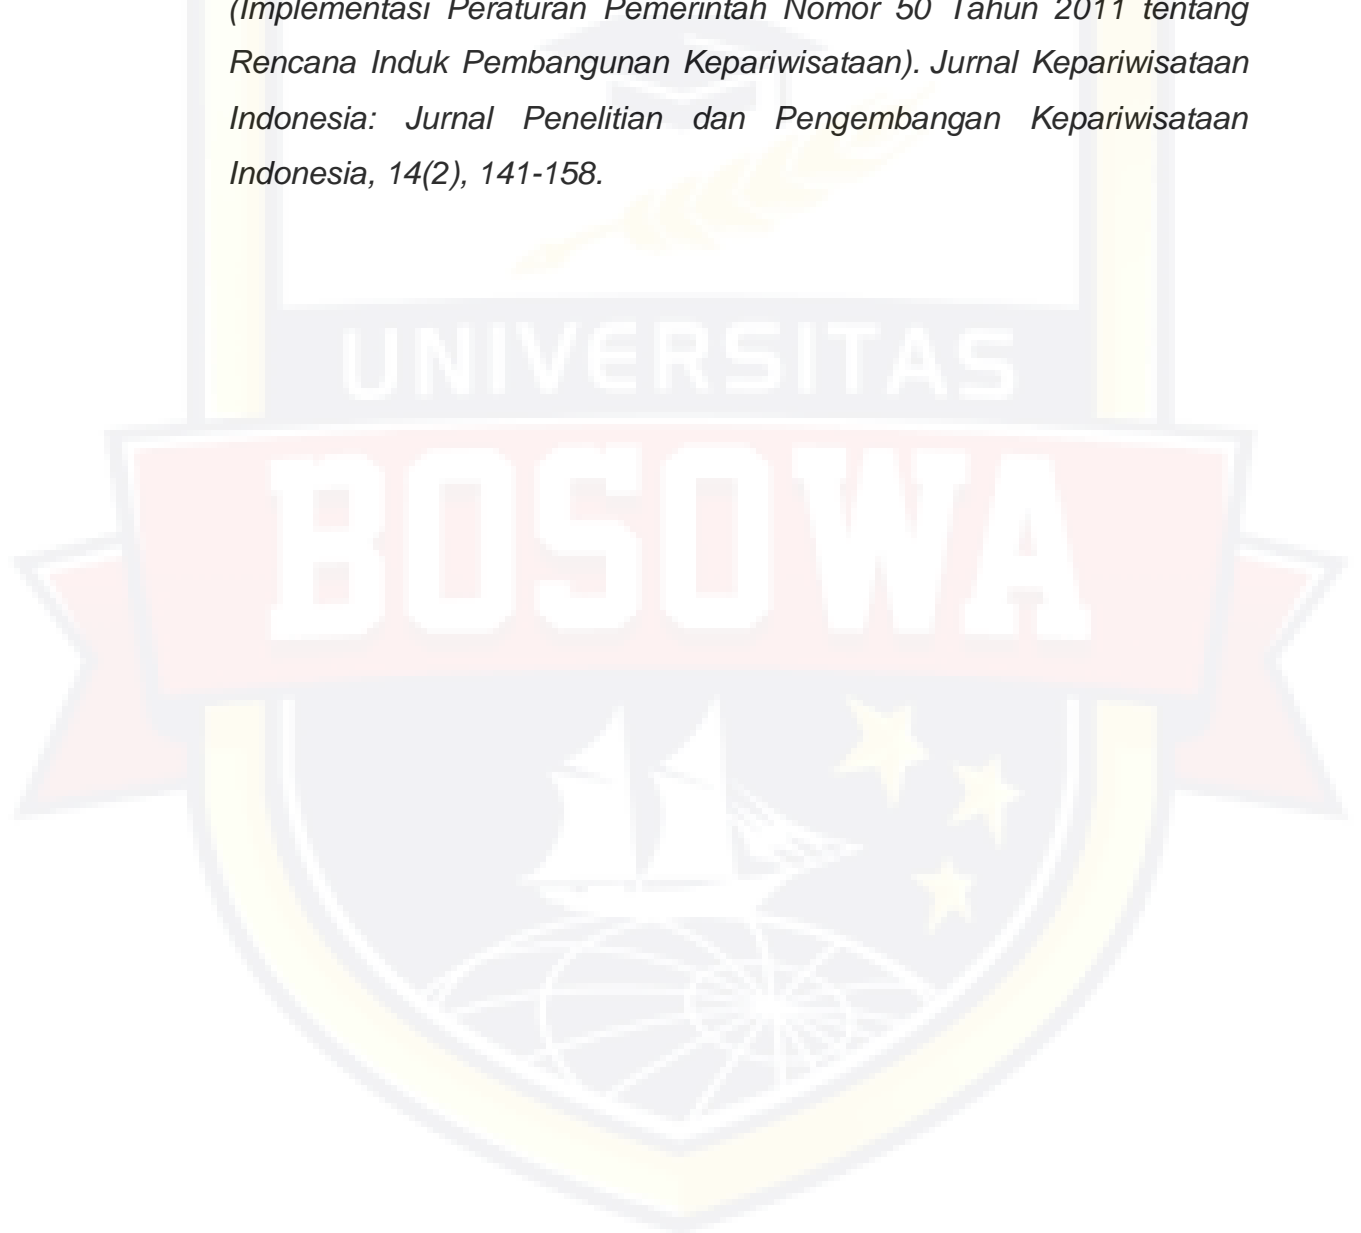 (Implementasi Peraturan Pemerintah Nomor 50 Tahun 2011 tentang
Rencana Induk Pembangunan Kepariwisataan). Jurnal Kepariwisataan
Indonesia: Jurnal Penelitian dan Pengembangan Kepariwisataan
Indonesia, 14(2), 141-158.
UNIVERSITAS
BOSOWA